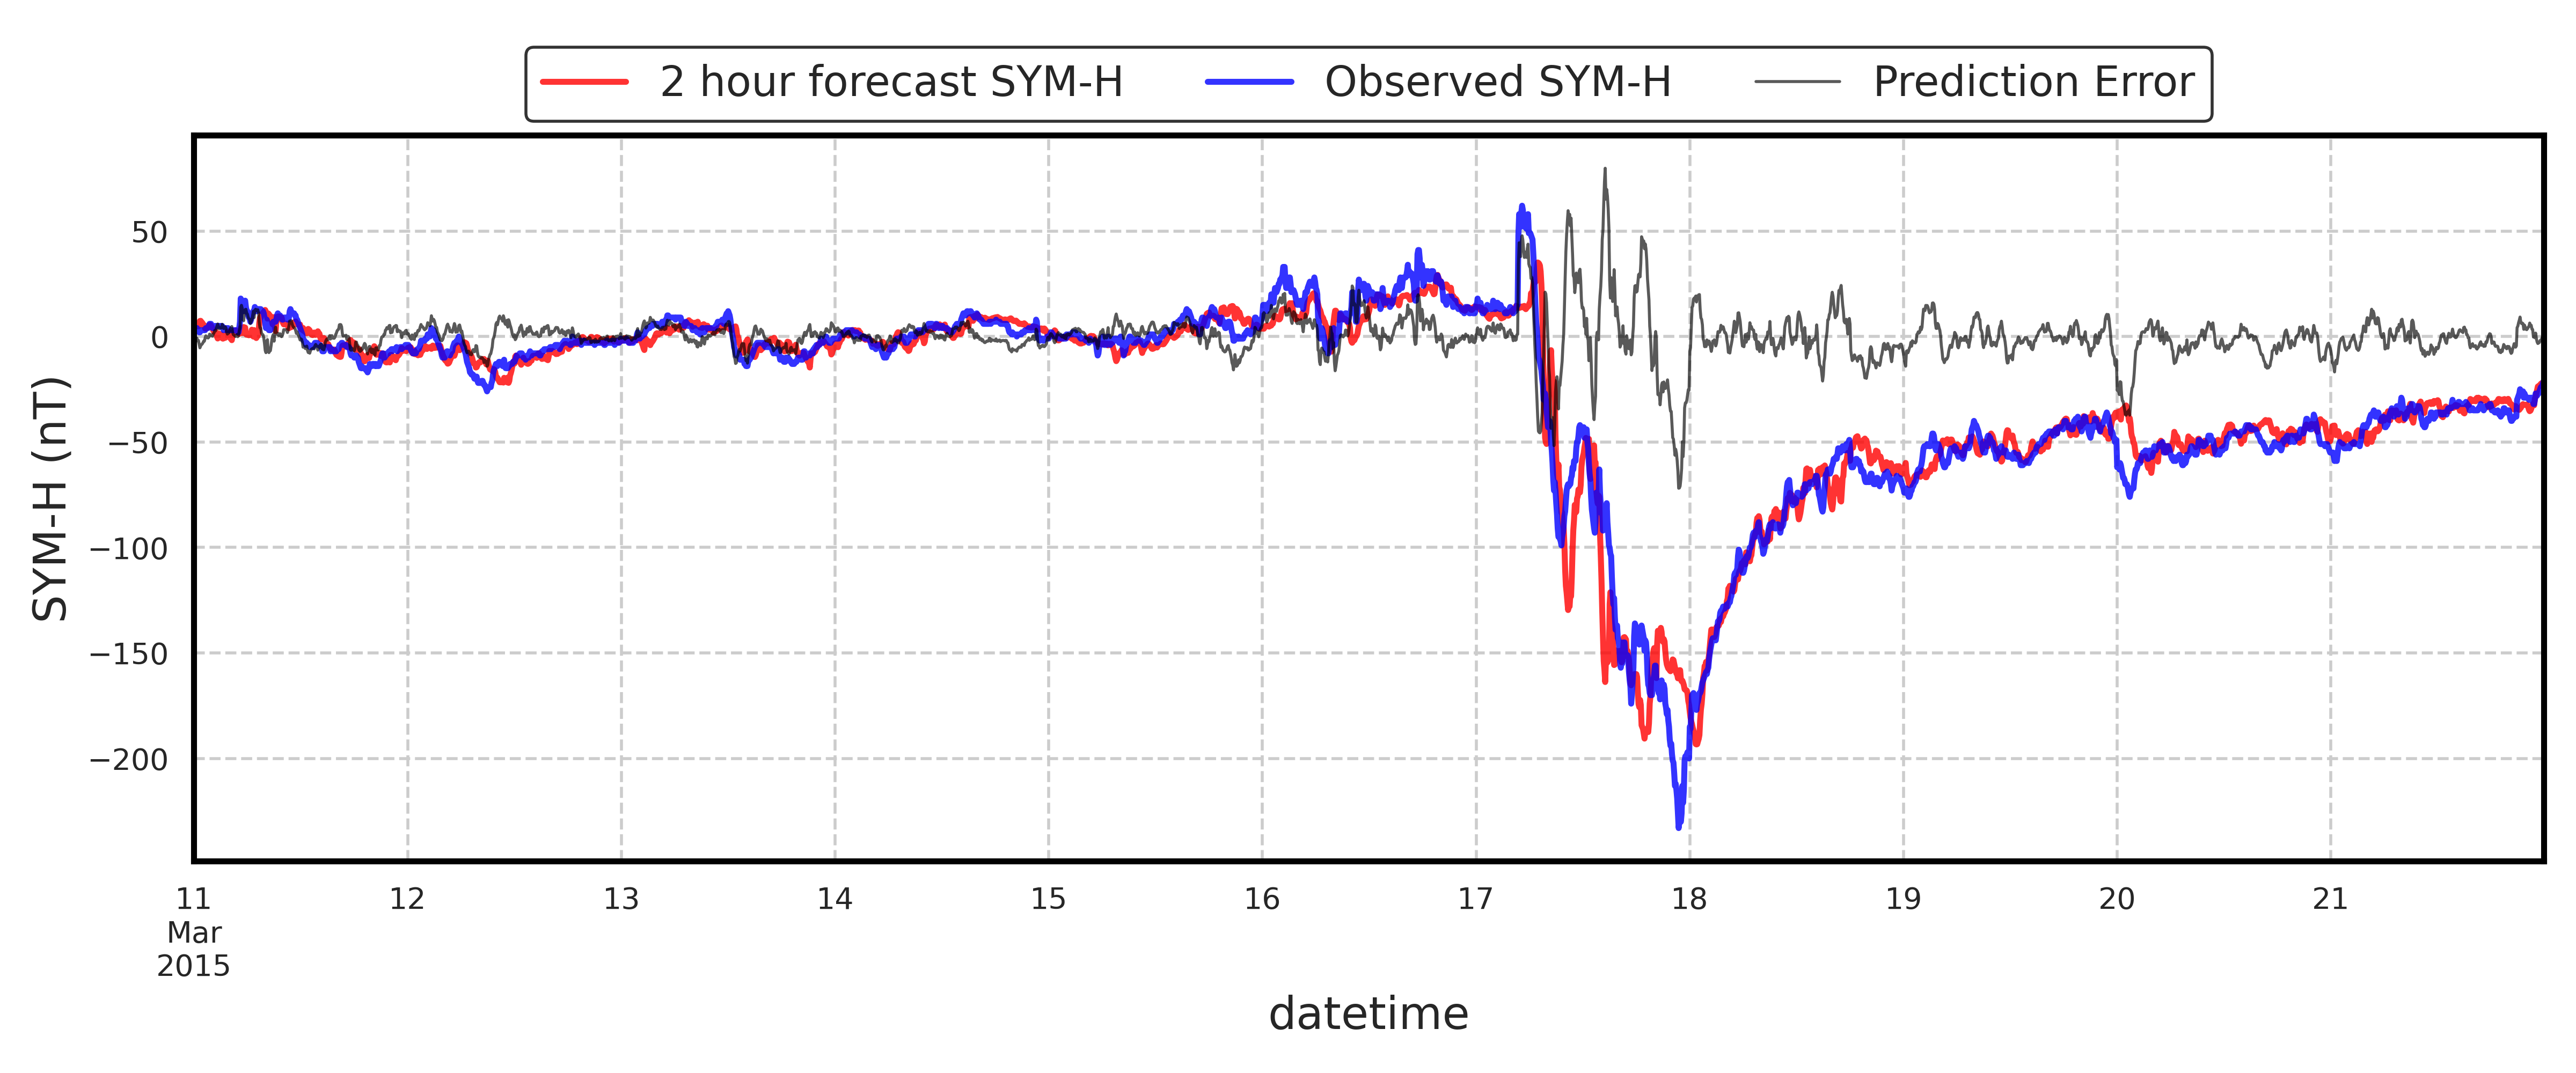 2 hour forecast SYM-H Observed SYM-H Prediction Error
SYM-H (nT)
50
0
−50
−100
−150
−200
11 12 13 14 15 16 17 18 19 20 21
Mar
2015
datetime